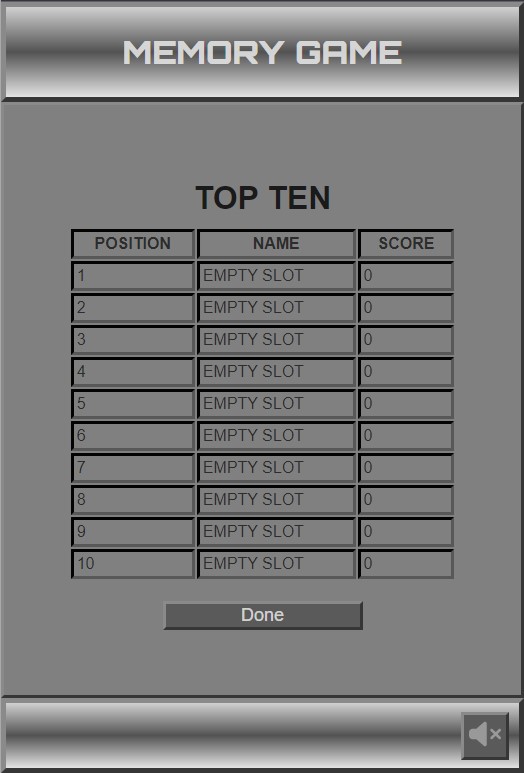 MEMORY GAME
TOP TEN
POSITION NAME SCORE
1 EMPTY SLOT 0
2 EMPTY SLOT 0
3 EMPTY SLOT 0
4 EMPTY SLOT 0
5 EMPTY SLOT 0
6 EMPTY SLOT 0
7 EMPTY SLOT 0
8 EMPTY SLOT 0
9 EMPTY SLOT 0
10 EMPTY SLOT 0
Done